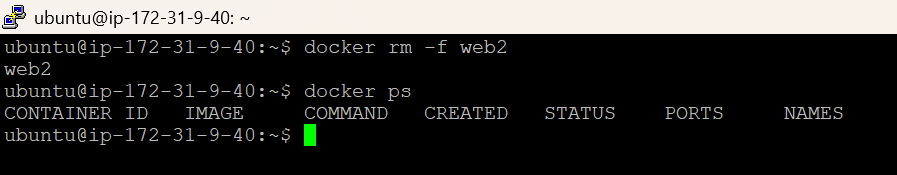 ubuntu@ip-172-31-9-40: ~
ubuntu@ip-172-31-9-40:~$ docker rm -f web2
web2
ubuntu@ip-172-31-9-40:~$ docker ps
CONTAINER ID   IMAGE     COMMAND   CREATED   STATUS    PORTS     NAMES
ubuntu@ip-172-31-9-40:~$